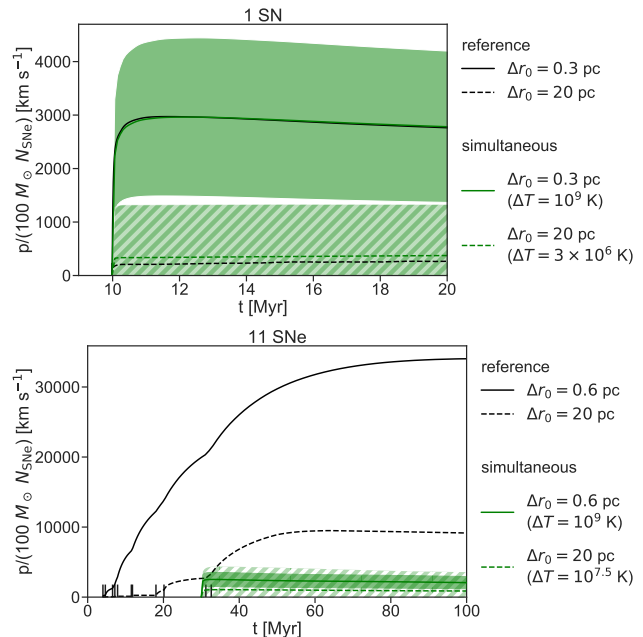 1 SN
p/(100 M⊙ N_SNe) [km s⁻¹]
4000
3000
2000
1000
0
10
12
14
16
18
20
t [Myr]
reference
Δr₀ = 0.3 pc
Δr₀ = 20 pc
simultaneous
Δr₀ = 0.3 pc
(ΔT = 10⁹ K)
Δr₀ = 20 pc
(ΔT = 3 × 10⁶ K)
11 SNe
p/(100 M⊙ N_SNe) [km s⁻¹]
30000
20000
10000
0
0
20
40
60
80
100
t [Myr]
reference
Δr₀ = 0.6 pc
Δr₀ = 20 pc
simultaneous
Δr₀ = 0.6 pc
(ΔT = 10⁹ K)
Δr₀ = 20 pc
(ΔT = 10^7.5 K)